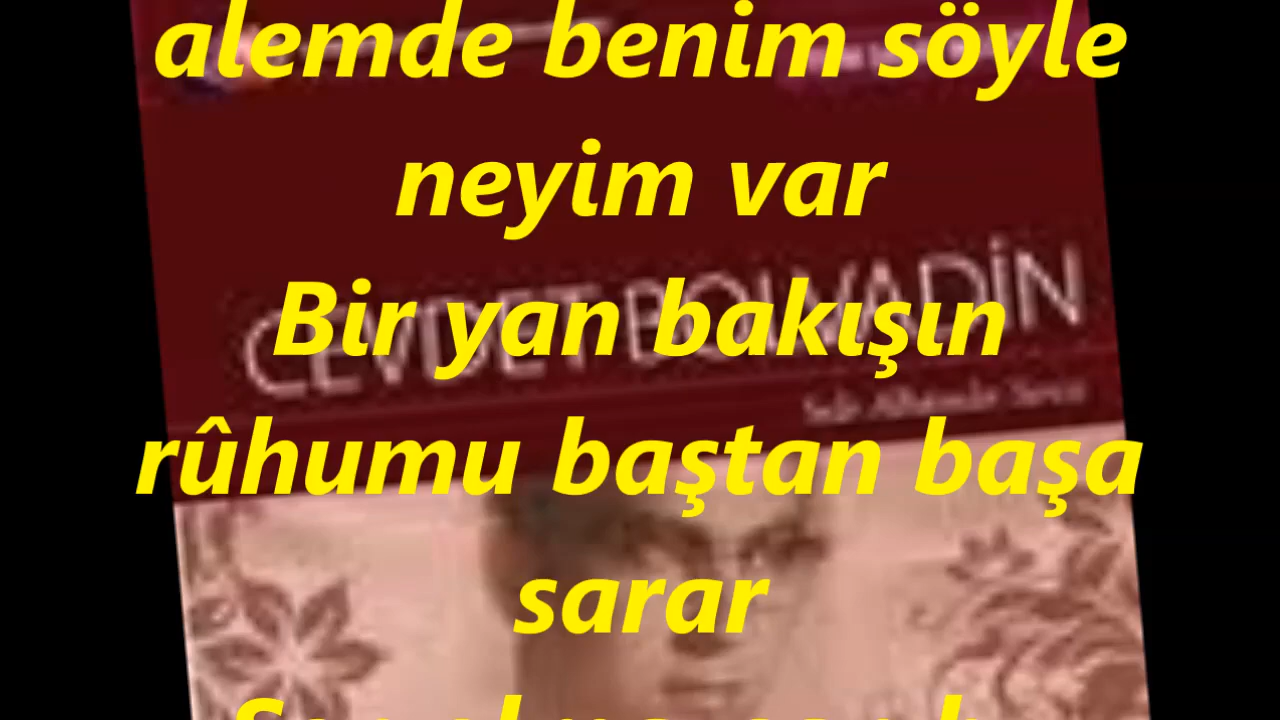 alemde benim söyle
neyim var
CEVDET BOLVADİN
Bir yan bakışın
rûhumu baştan başa
sarar